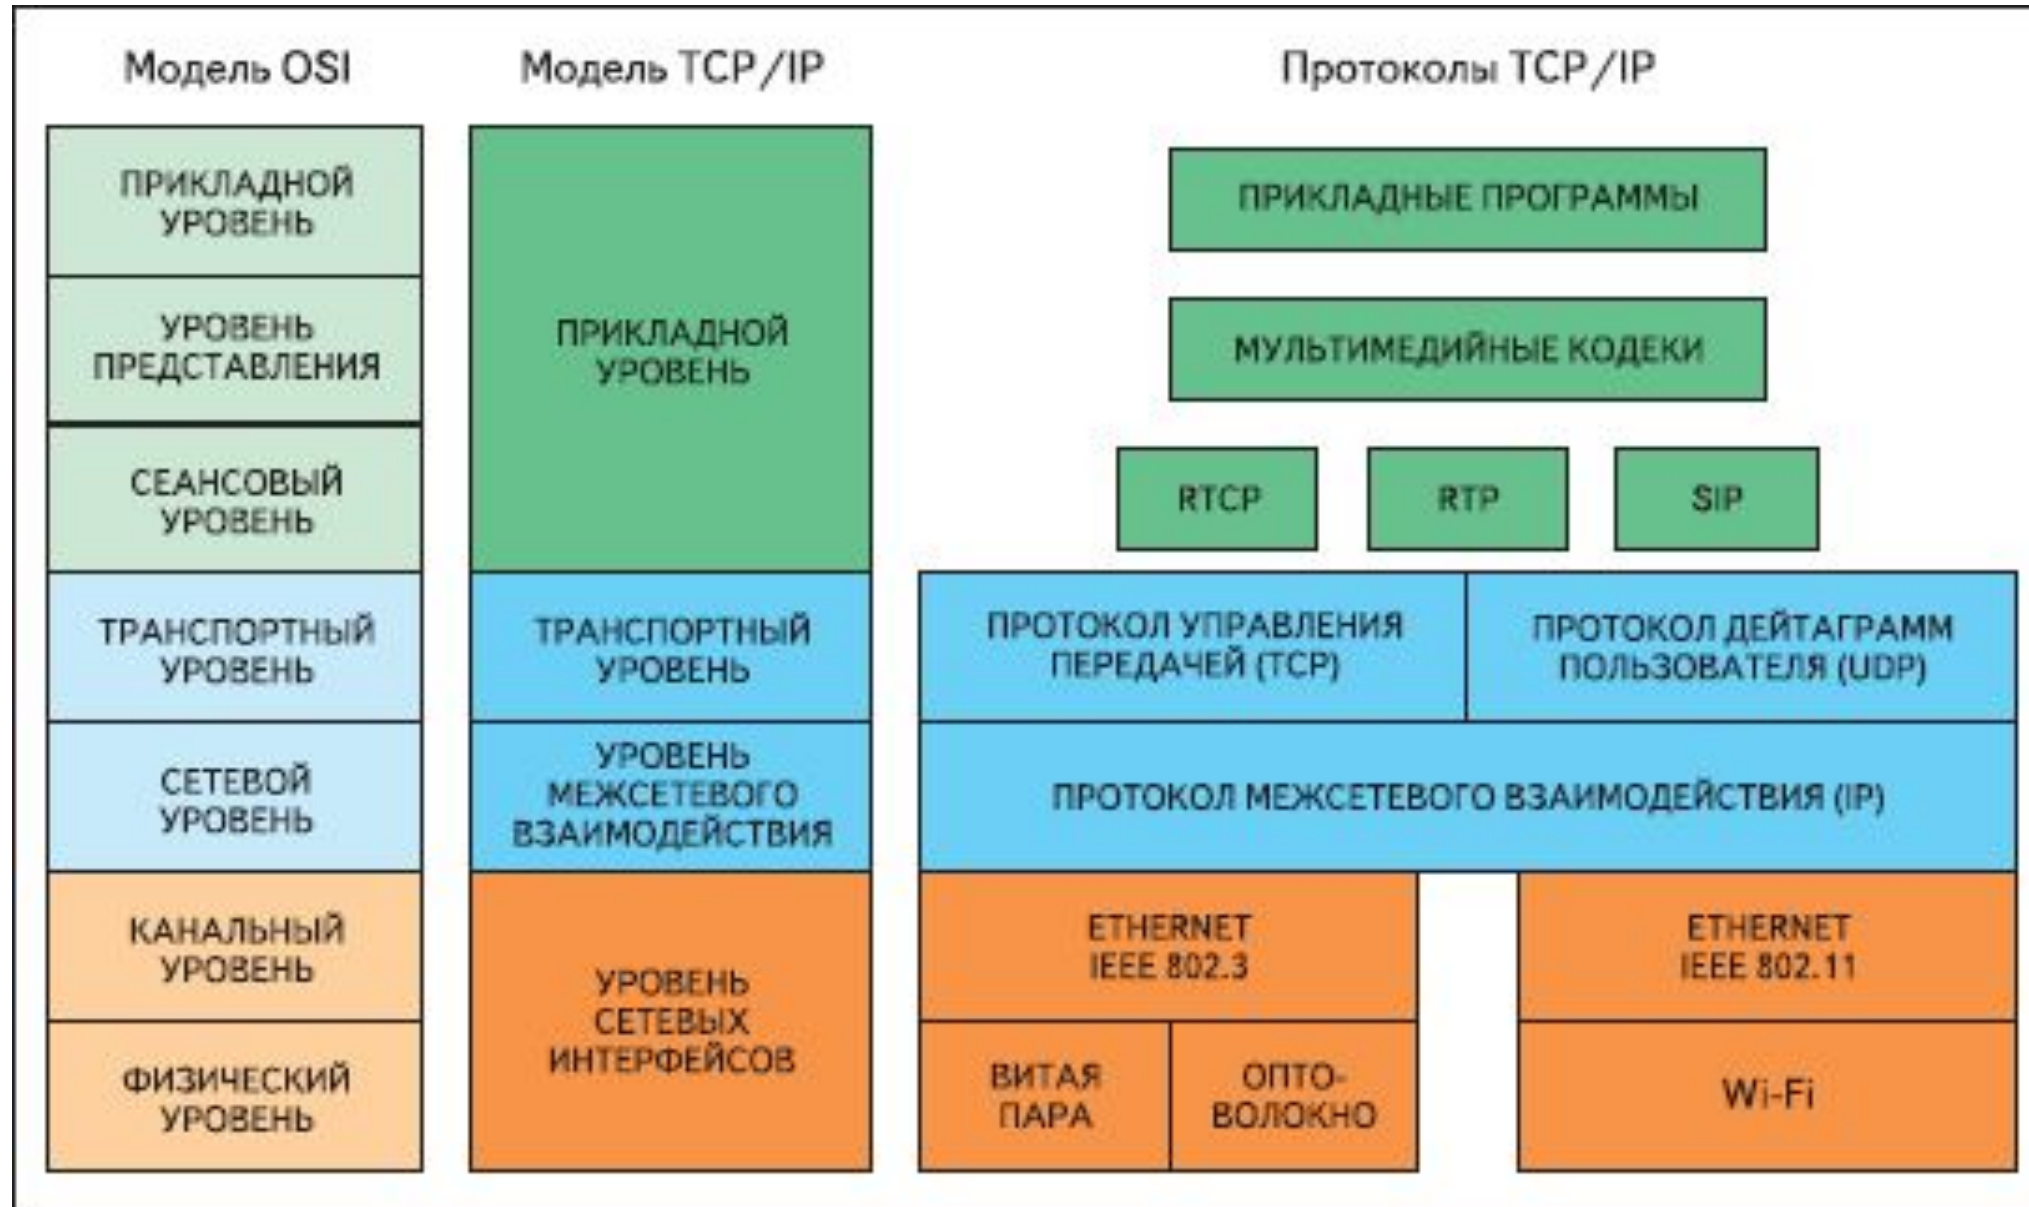 Модель OSI
Модель TCP/IP
Протоколы TCP/IP
ПРИКЛАДНОЙ
УРОВЕНЬ
УРОВЕНЬ
ПРЕДСТАВЛЕНИЯ
СЕАНСОВЫЙ
УРОВЕНЬ
ТРАНСПОРТНЫЙ
УРОВЕНЬ
СЕТЕВОЙ
УРОВЕНЬ
КАНАЛЬНЫЙ
УРОВЕНЬ
ФИЗИЧЕСКИЙ
УРОВЕНЬ
ПРИКЛАДНОЙ
УРОВЕНЬ
ТРАНСПОРТНЫЙ
УРОВЕНЬ
УРОВЕНЬ
МЕЖСЕТЕВОГО
ВЗАИМОДЕЙСТВИЯ
УРОВЕНЬ
СЕТЕВЫХ
ИНТЕРФЕЙСОВ
ПРИКЛАДНЫЕ ПРОГРАММЫ
МУЛЬТИМЕДИЙНЫЕ КОДЕКИ
RTCP
RTP
SIP
ПРОТОКОЛ УПРАВЛЕНИЯ
ПЕРЕДАЧЕЙ (TCP)
ПРОТОКОЛ ДЕЙТАГРАММ
ПОЛЬЗОВАТЕЛЯ (UDP)
ПРОТОКОЛ МЕЖСЕТЕВОГО ВЗАИМОДЕЙСТВИЯ (IP)
ETHERNET
IEEE 802.3
ETHERNET
IEEE 802.11
ВИТАЯ
ПАРА
ОПТО-
ВОЛОКНО
Wi-Fi